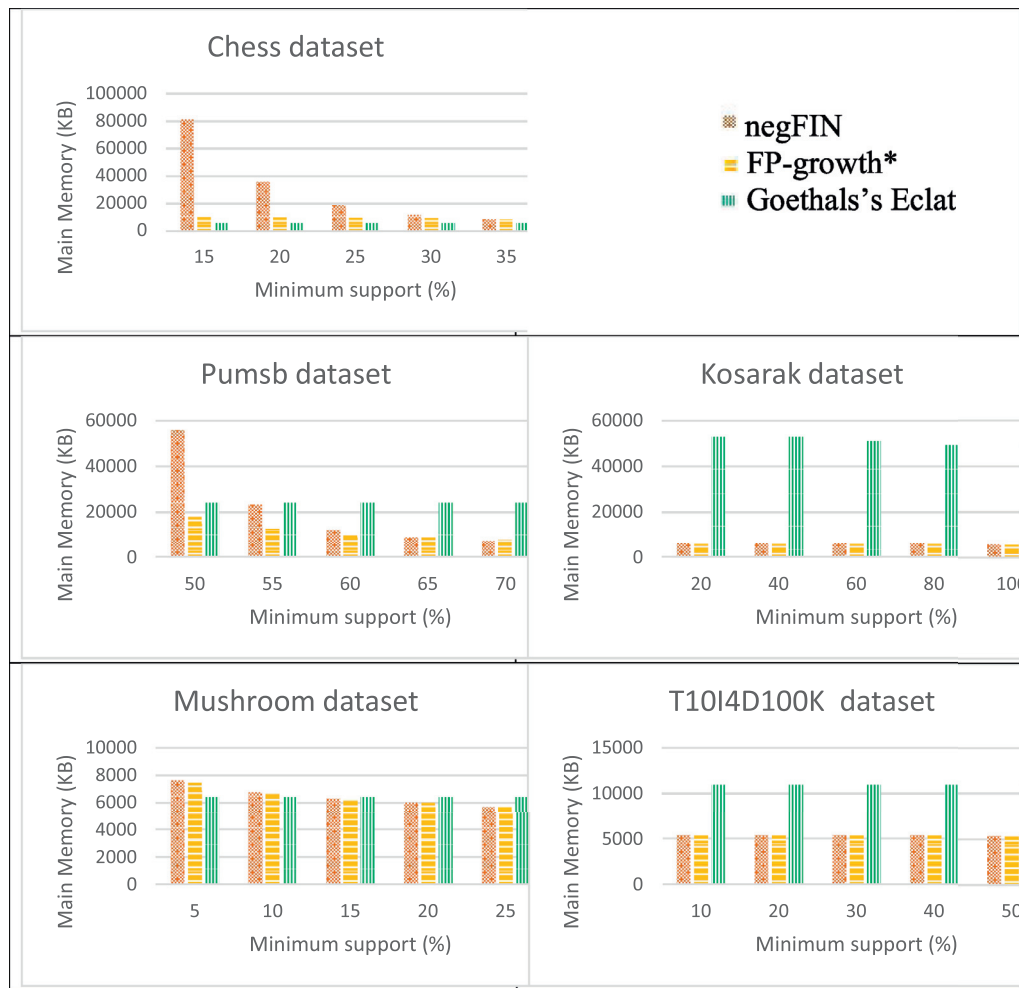 Chess dataset
Main Memory (KB)
100000
80000
60000
40000
20000
0
15 20 25 30 35
Minimum support (%)
negFIN
FP-growth*
Goethals's Eclat
Pumsb dataset
Main Memory (KB)
60000
40000
20000
0
50 55 60 65 70
Minimum support (%)
Kosarak dataset
Main Memory (KB)
60000
40000
20000
0
20 40 60 80 100
Minimum support (%)
Mushroom dataset
Main Memory (KB)
10000
8000
6000
4000
2000
0
5 10 15 20 25
Minimum support (%)
T10I4D100K dataset
Main Memory (KB)
15000
10000
5000
0
10 20 30 40 50
Minimum support (%)